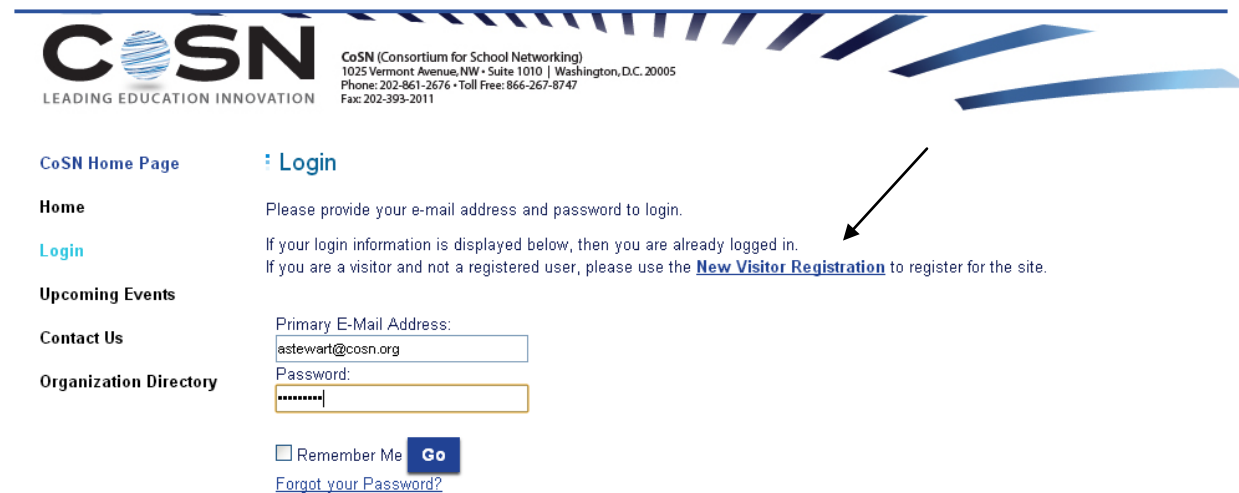 CoSN
LEADING EDUCATION INNOVATION
CoSN (Consortium for School Networking)
1025 Vermont Avenue, NW • Suite 1010 | Washington, D.C. 20005
Phone: 202-861-2676 • Toll Free: 866-267-8747
Fax: 202-393-2011
CoSN Home Page
Home
Login
Upcoming Events
Contact Us
Organization Directory
Login
Please provide your e-mail address and password to login.
If your login information is displayed below, then you are already logged in.
If you are a visitor and not a registered user, please use the New Visitor Registration to register for the site.
Primary E-Mail Address:
astewart@cosn.org
Password:
•••••••••
Remember Me Go
Forgot your Password?